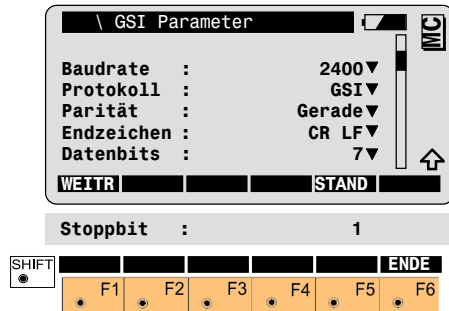 \ GSI Parameter
MC
Baudrate : 2400▼
Protokoll : GSI▼
Parität : Gerade▼
Endzeichen : CR LF▼
Datenbits : 7▼
WEITR STAND
Stoppbit : 1
SHIFT ENDE
F1 F2 F3 F4 F5 F6